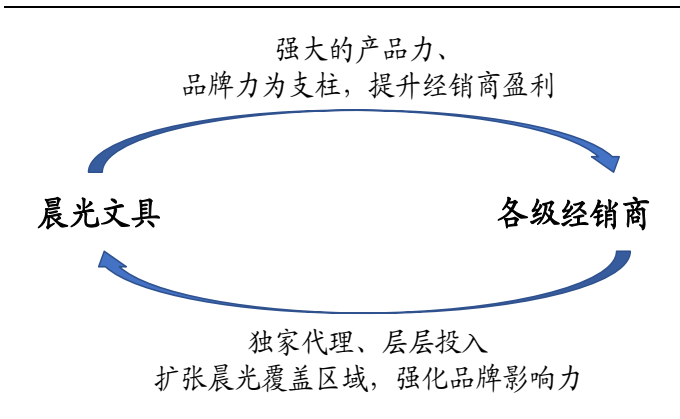 强大的产品力、
品牌力为支柱，提升经销商盈利
晨光文具
各级经销商
独家代理、层层投入
扩张晨光覆盖区域，强化品牌影响力